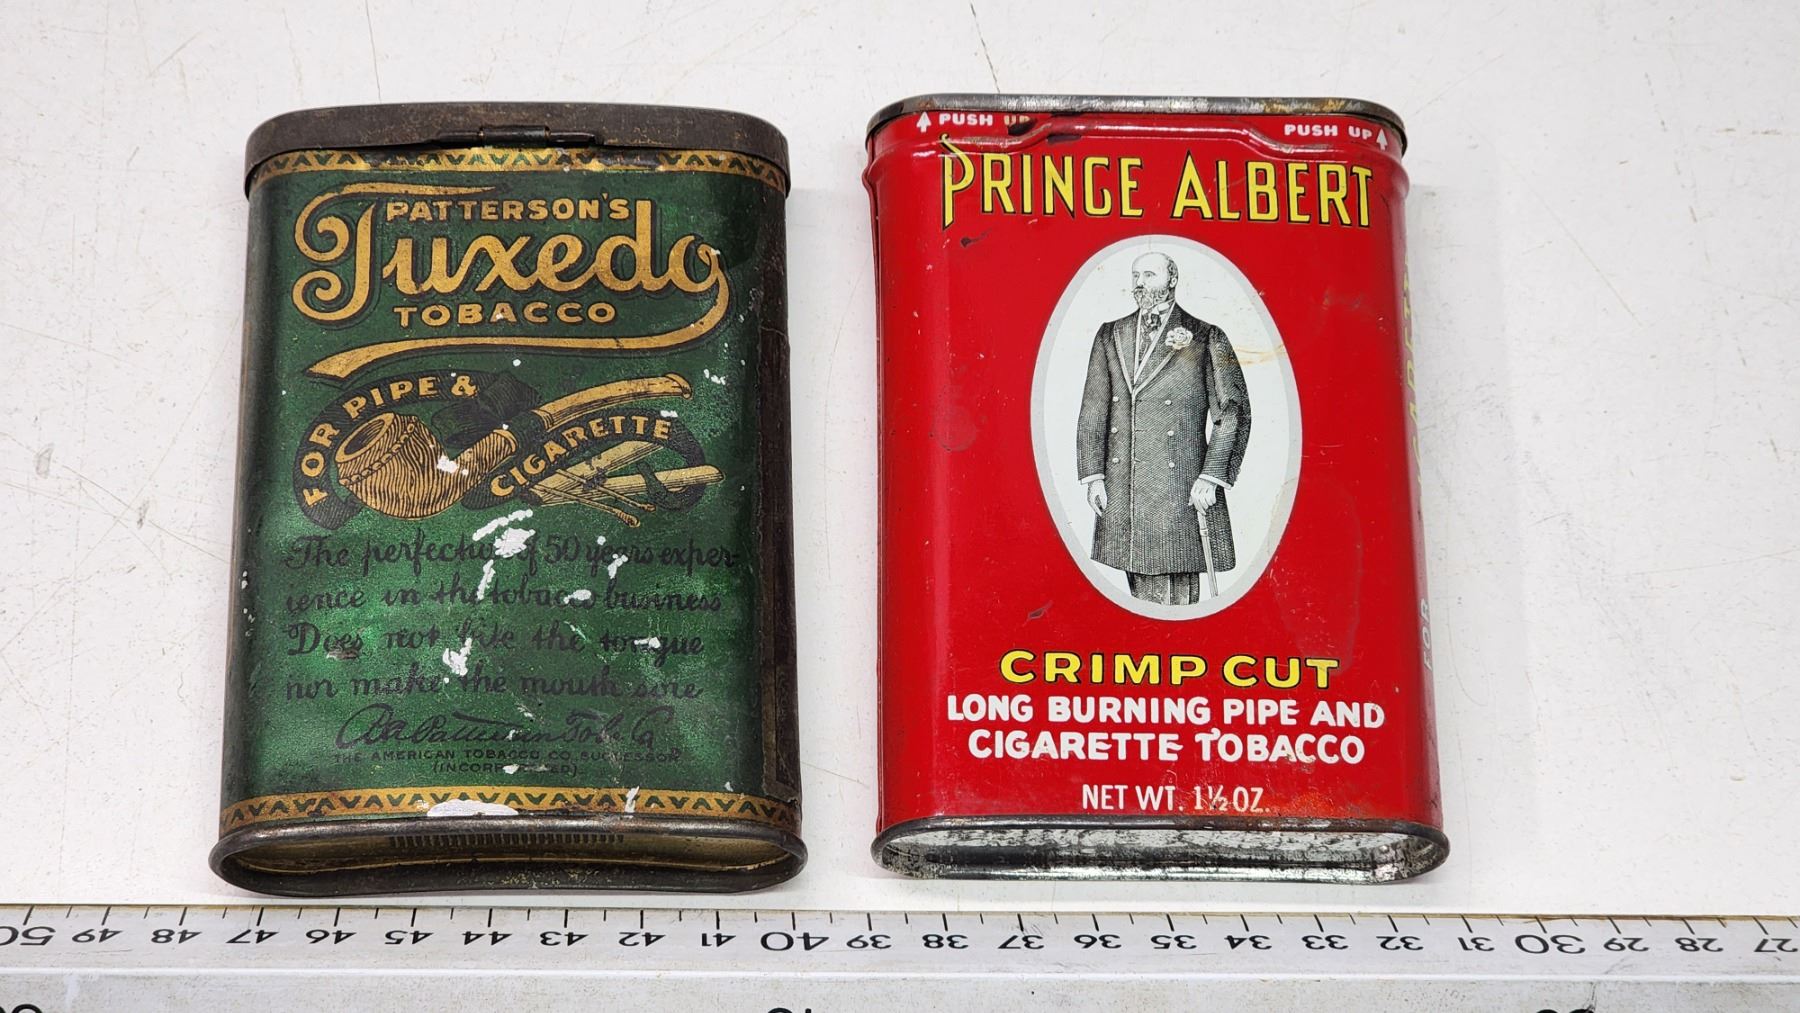 PATTERSON'S
Tuxedo
TOBACCO
FOR PIPE &
CIGARETTE
The perfection of 50 years exper-
ience in the tobacco business
Does not bite the tongue
nor make the mouth sore
THE AMERICAN TOBACCO CO. SUCCESSOR
(INCORPORATED)
PUSH UP
PUSH UP
PRINCE ALBERT
CRIMP CUT
LONG BURNING PIPE AND
CIGARETTE TOBACCO
NET WT. 1½ OZ.
FOR
50 49 48 47 46 45 44 43 42 41 40 39 38 37 36 35 34 33 32 31 30 29 28 27